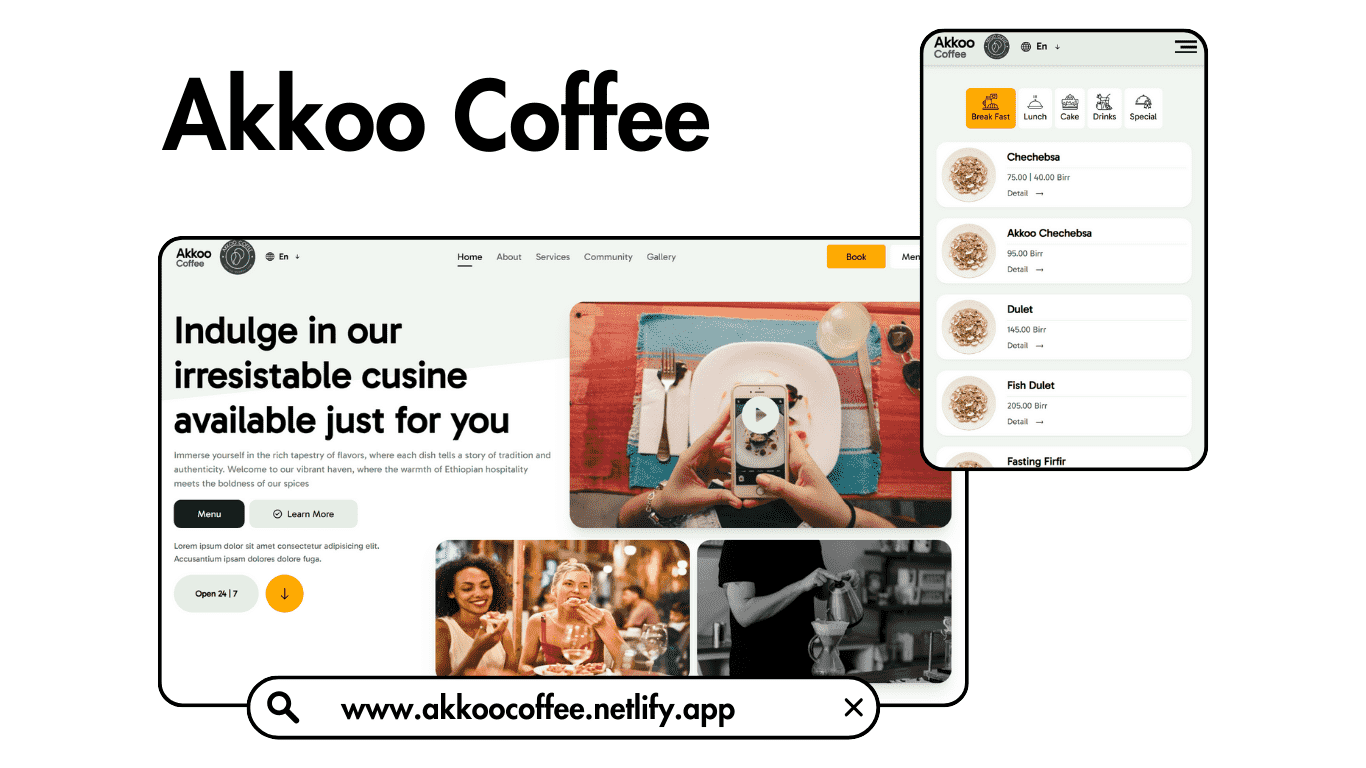 Akkoo Coffee
Akkoo
Coffee
En
Home
About
Services
Community
Gallery
Book
Indulge in our
irresistable cusine
available just for you
Immerse yourself in the rich tapestry of flavors, where each dish tells a story of tradition and
authenticity. Welcome to our vibrant haven, where the warmth of Ethiopian hospitality
meets the boldness of our spices
Menu
Learn More
Lorem ipsum dolor sit amet consectetur adipisicing elit.
Accusantium ipsam dolores dolore fuga.
Open 24 | 7
www.akkoocoffee.netlify.app
Akkoo
Coffee
En
Break Fast
Lunch
Cake
Drinks
Special
Chechebsa
75.00 | 40.00 Birr
Detail →
Akkoo Chechebsa
95.00 Birr
Detail →
Dulet
145.00 Birr
Detail →
Fish Dulet
205.00 Birr
Detail →
Fasting Firfir